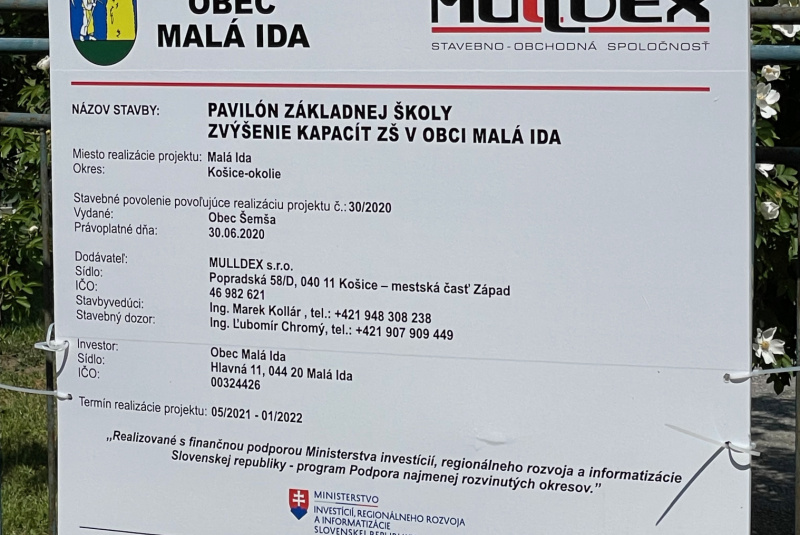 OBEC
MALÁ IDA
MULLDEX
STAVEBNO - OBCHODNÁ SPOLOČNOSŤ
NÁZOV STAVBY: PAVILÓN ZÁKLADNEJ ŠKOLY
ZVÝŠENIE KAPACÍT ZŠ V OBCI MALÁ IDA
Miesto realizácie projektu: Malá Ida
Okres: Košice-okolie
Stavebné povolenie povoľujúce realizáciu projektu č.: 30/2020
Vydané: Obec Šemša
Právoplatné dňa: 30.06.2020
Dodávateľ: MULLDEX s.r.o.
Sídlo: Popradská 58/D, 040 11 Košice – mestská časť Západ
IČO: 46 982 621
Stavbyvedúci: Ing. Marek Kollár , tel.: +421 948 308 238
Stavebný dozor: Ing. Ľubomír Chromý, tel.: +421 907 909 449
Investor: Obec Malá Ida
Sídlo: Hlavná 11, 044 20 Malá Ida
IČO: 00324426
Termín realizácie projektu: 05/2021 - 01/2022
„Realizované s finančnou podporou Ministerstva investícií, regionálneho rozvoja a informatizácie
Slovenskej republiky - program Podpora najmenej rozvinutých okresov.”
MINISTERSTVO
INVESTÍCIÍ, REGIONÁLNEHO ROZVOJA
A INFORMATIZÁCIE
SLOVENSKEJ REPUBLIKY